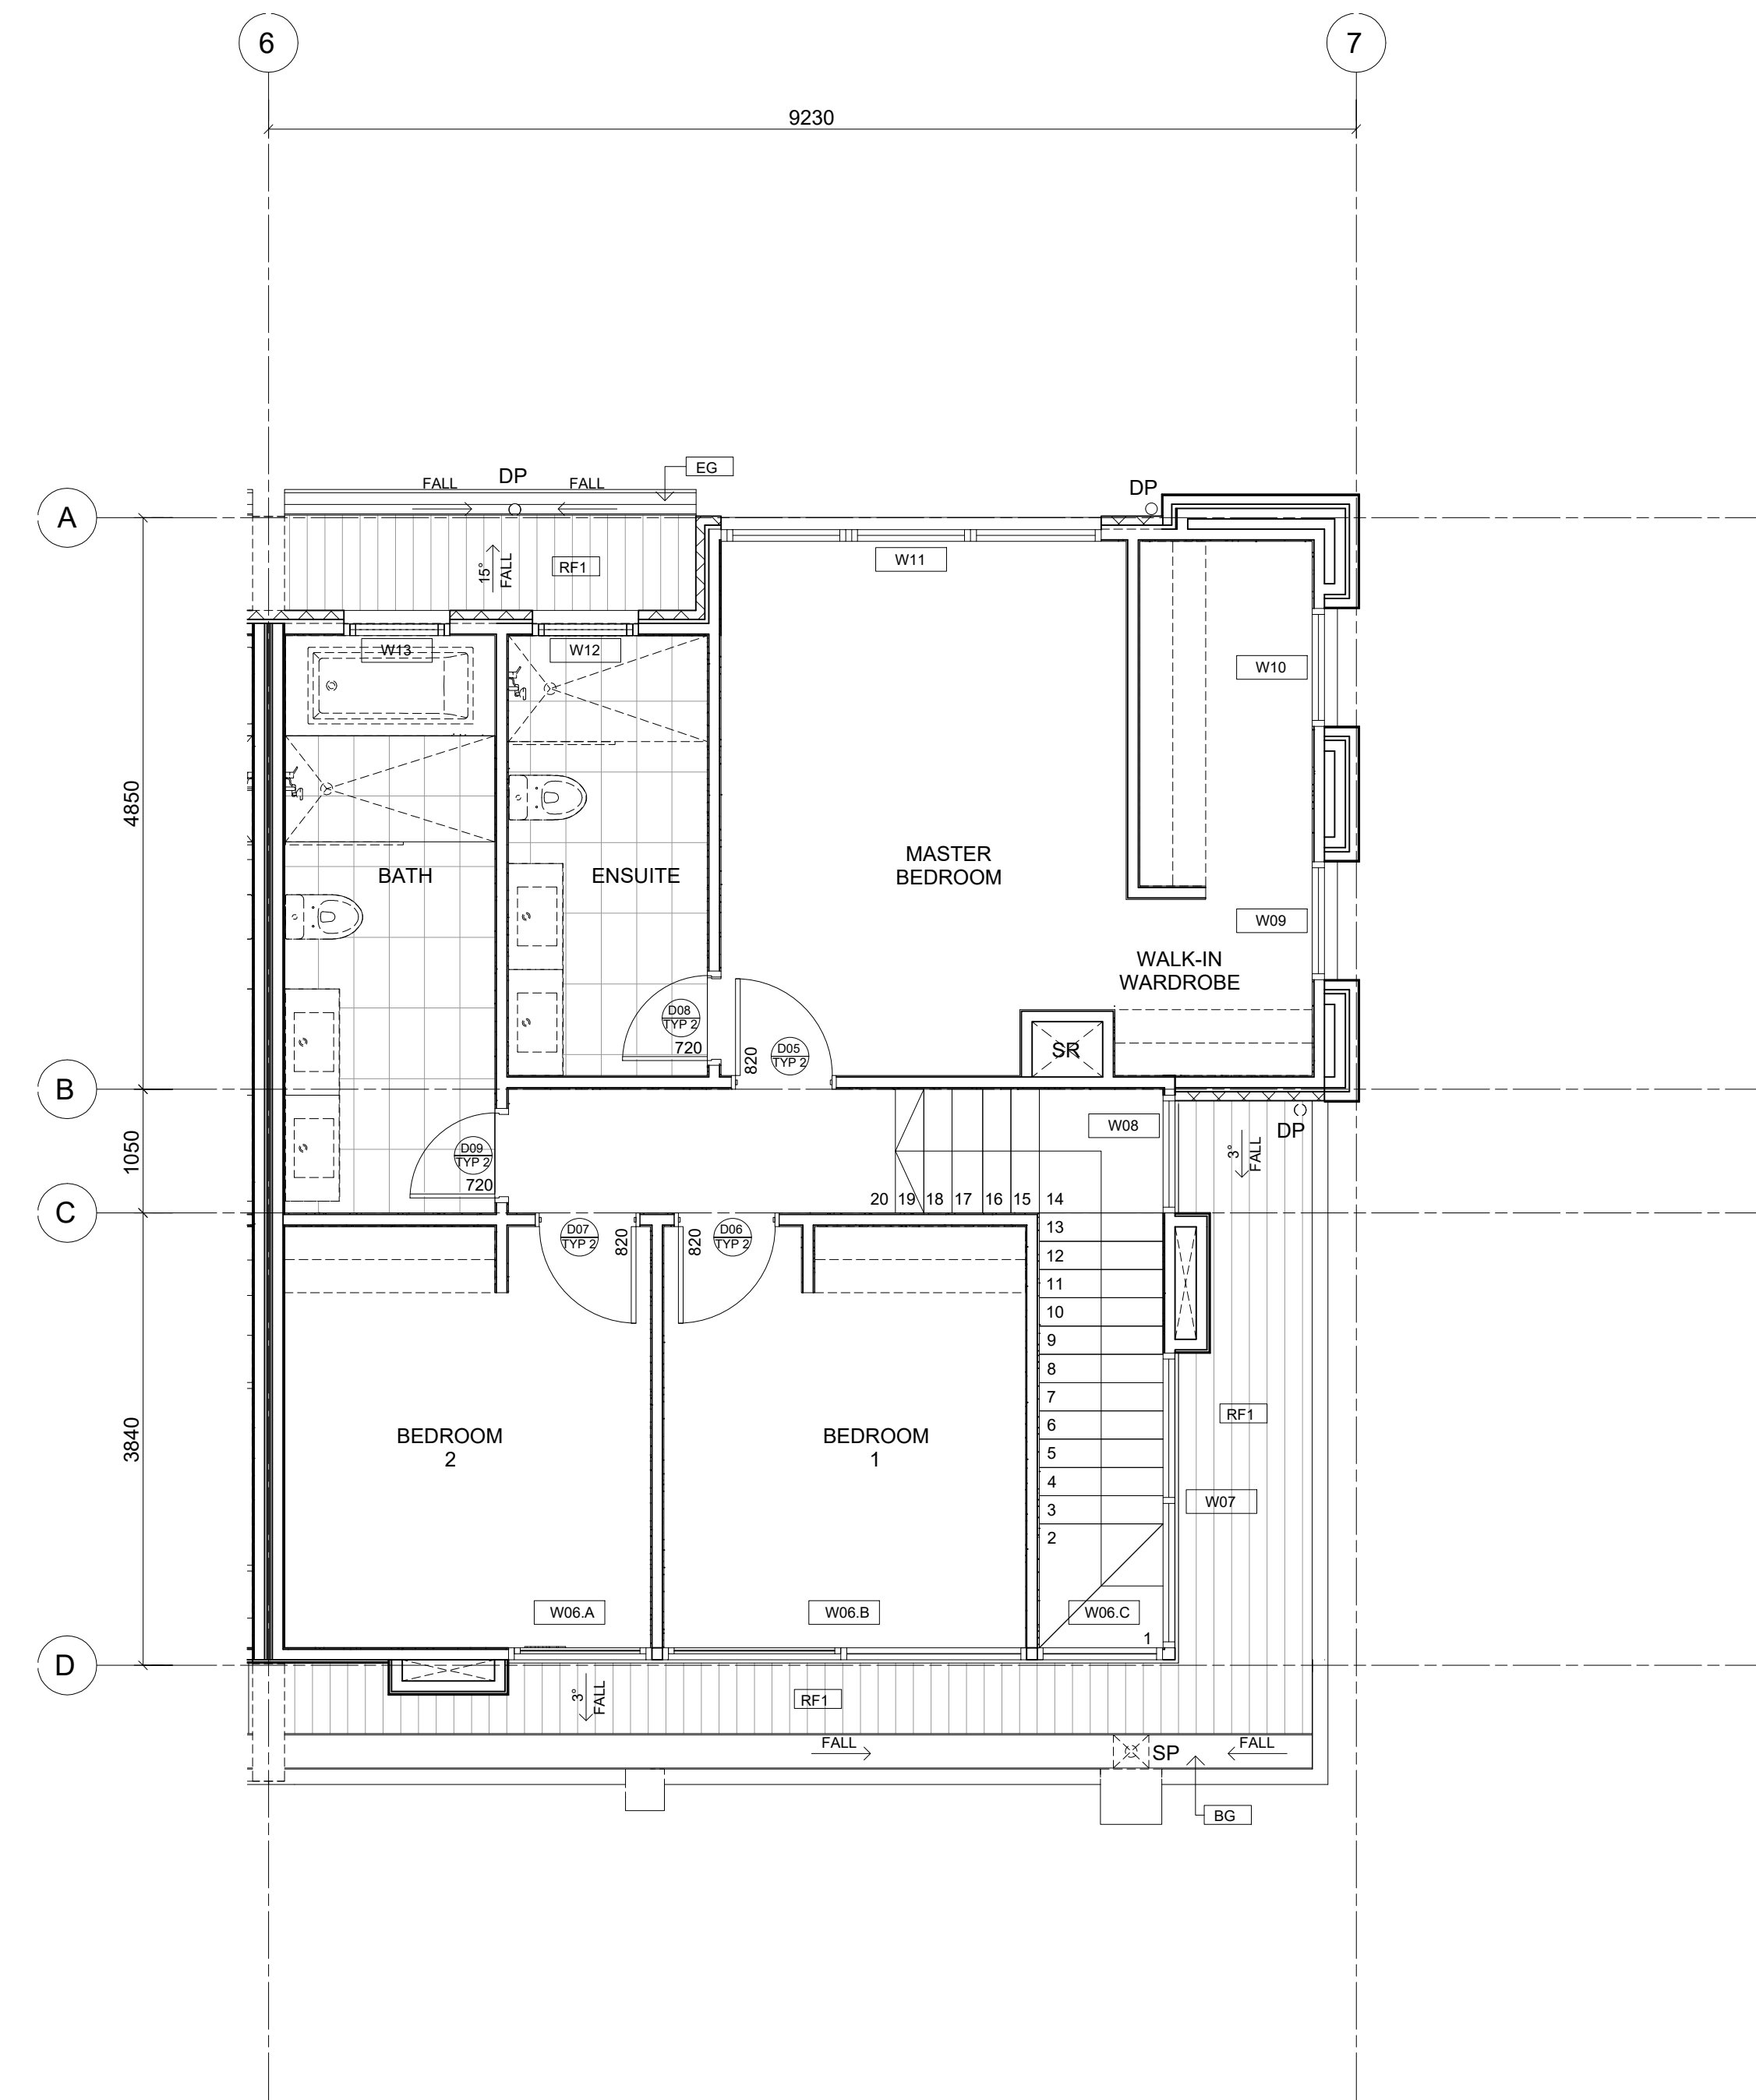 6
7
9230
A
DP
FALL
FALL
EG
DP
15°
FALL
RF1
W11
W13
W12
W10
4850
BATH
ENSUITE
MASTER
BEDROOM
W09
WALK-IN
WARDROBE
D08
TYP 2
720
820
D05
TYP 2
SR
B
1050
D09
TYP 2
720
W08
DP
3°
FALL
20
19
18
17
16
15
14
C
D07
TYP 2
820
820
D06
TYP 2
13
12
11
10
9
8
7
6
5
4
3
2
1
3840
BEDROOM
2
BEDROOM
1
RF1
W07
W06.A
W06.B
W06.C
D
3°
FALL
RF1
FALL
SP
FALL
BG